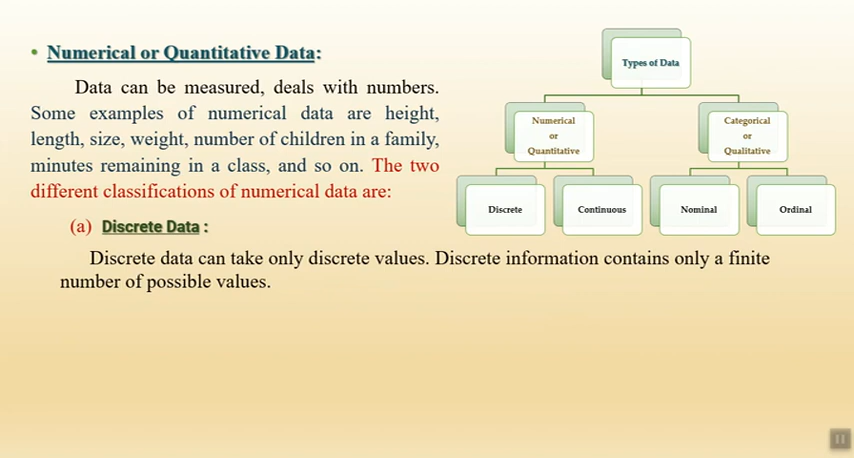 • Numerical or Quantitative Data:
Data can be measured, deals with numbers.
Some examples of numerical data are height,
length, size, weight, number of children in a family,
minutes remaining in a class, and so on. The two
different classifications of numerical data are:
(a) Discrete Data :
Discrete data can take only discrete values. Discrete information contains only a finite
number of possible values.
Types of Data
Numerical
or
Quantitative
Categorical
or
Qualitative
Discrete
Continuous
Nominal
Ordinal